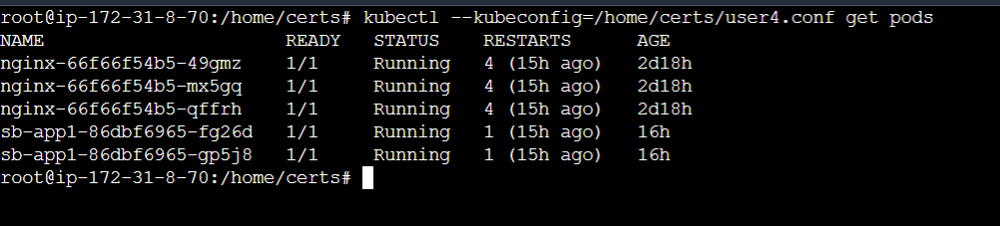 root@ip-172-31-8-70:/home/certs# kubectl --kubeconfig=/home/certs/user4.conf get pods
NAME                     READY   STATUS    RESTARTS      AGE
nginx-66f66f54b5-49gmz   1/1     Running   4 (15h ago)   2d18h
nginx-66f66f54b5-mx5gq   1/1     Running   4 (15h ago)   2d18h
nginx-66f66f54b5-qffrh   1/1     Running   4 (15h ago)   2d18h
sb-app1-86dbf6965-fg26d   1/1     Running   1 (15h ago)   16h
sb-app1-86dbf6965-gp5j8   1/1     Running   1 (15h ago)   16h
root@ip-172-31-8-70:/home/certs#